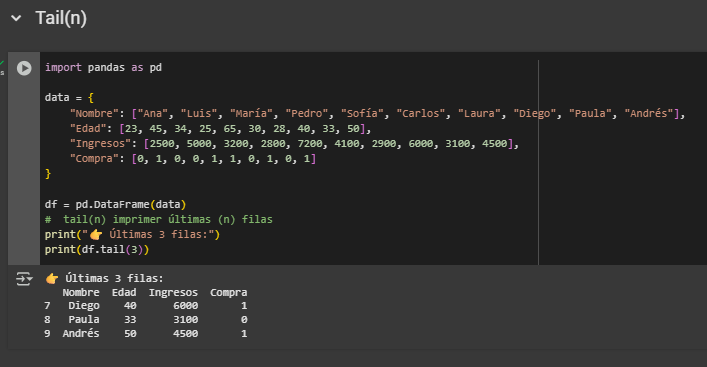 Tail(n)
import pandas as pd
data = {
"Nombre": ["Ana", "Luis", "María", "Pedro", "Sofía", "Carlos", "Laura", "Diego", "Paula", "Andrés"],
"Edad": [23, 45, 34, 25, 65, 30, 28, 40, 33, 50],
"Ingresos": [2500, 5000, 3200, 2800, 7200, 4100, 2900, 6000, 3100, 4500],
"Compra": [0, 1, 0, 0, 1, 1, 0, 1, 0, 1]
}
df = pd.DataFrame(data)
#  tail(n) imprimer últimas (n) filas
print("👉 Últimas 3 filas:")
print(df.tail(3))
👉 Últimas 3 filas:
Nombre  Edad  Ingresos  Compra
7   Diego    40      6000       1
8   Paula    33      3100       0
9  Andrés    50      4500       1